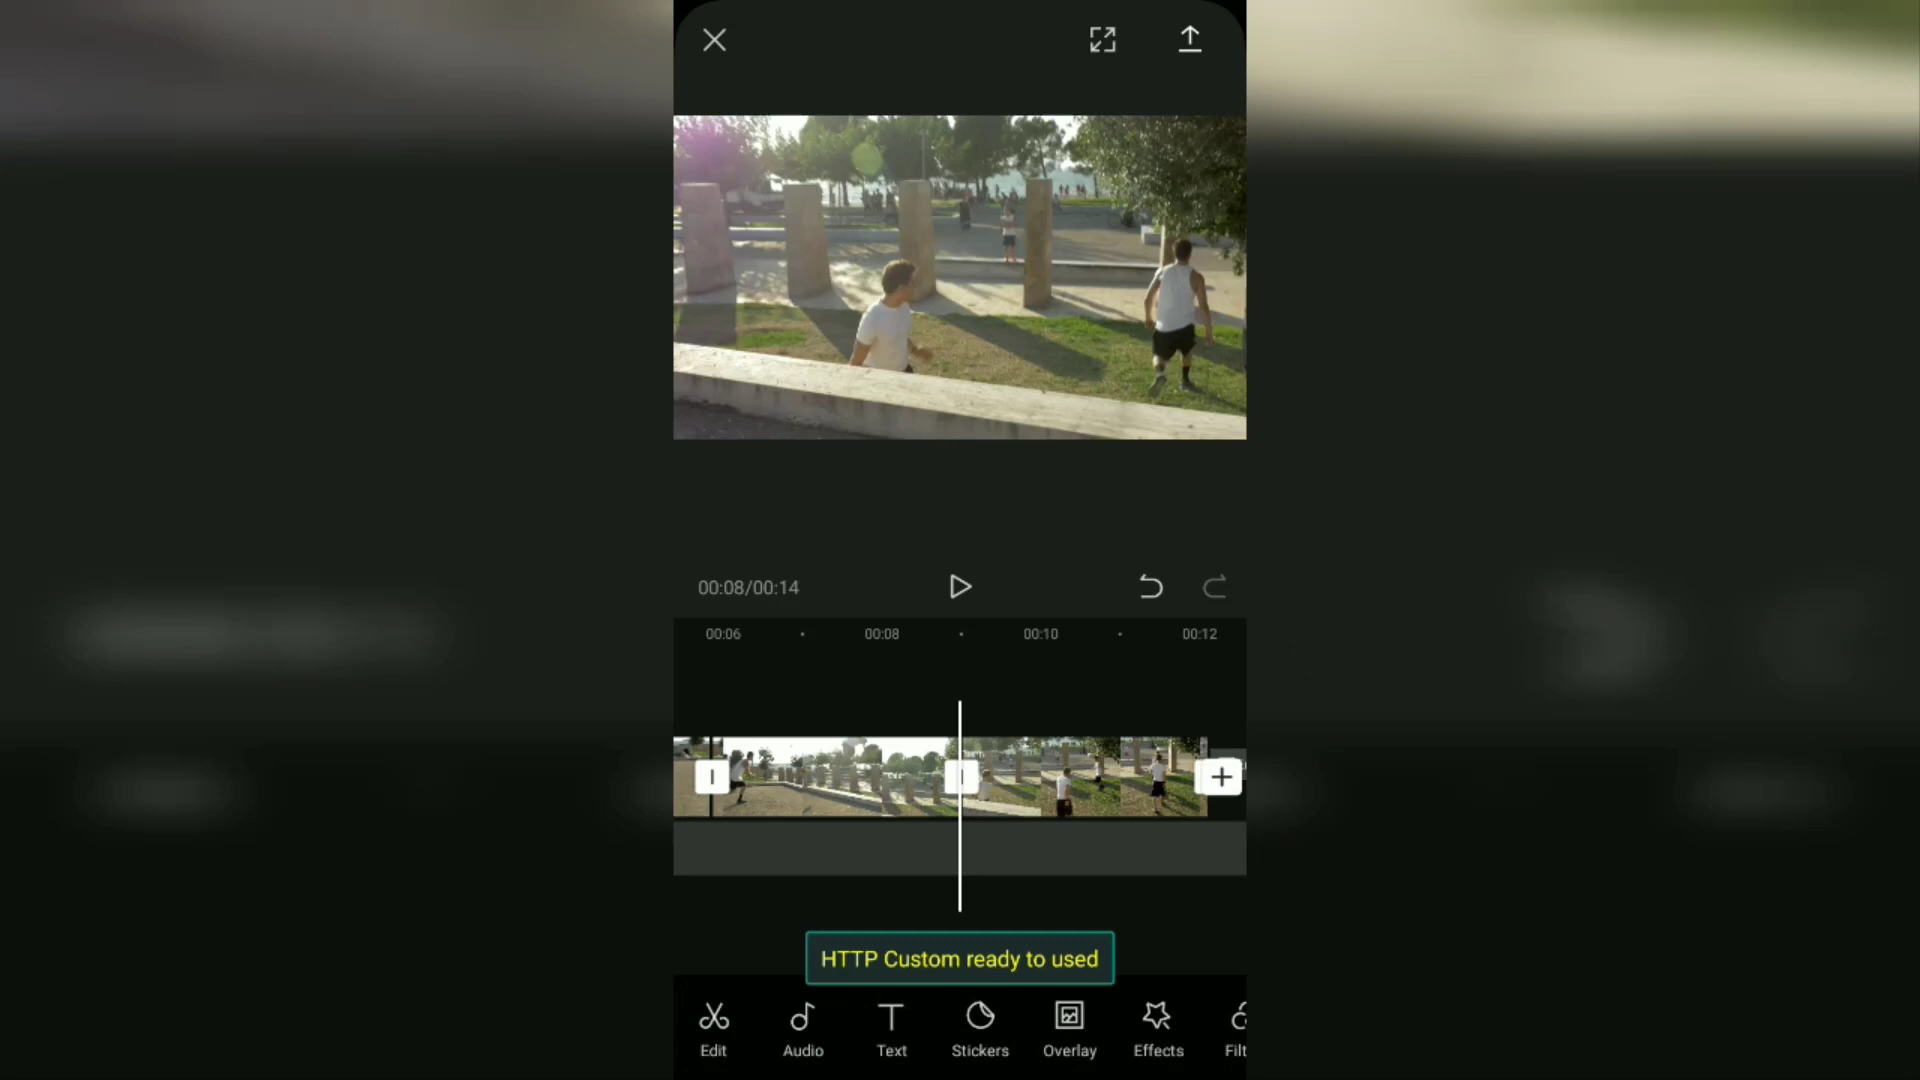 00:08/00:14
00:06
00:08
00:10
00:12
HTTP Custom ready to used
Edit
Audio
Text
Stickers
Overlay
Effects
Filt